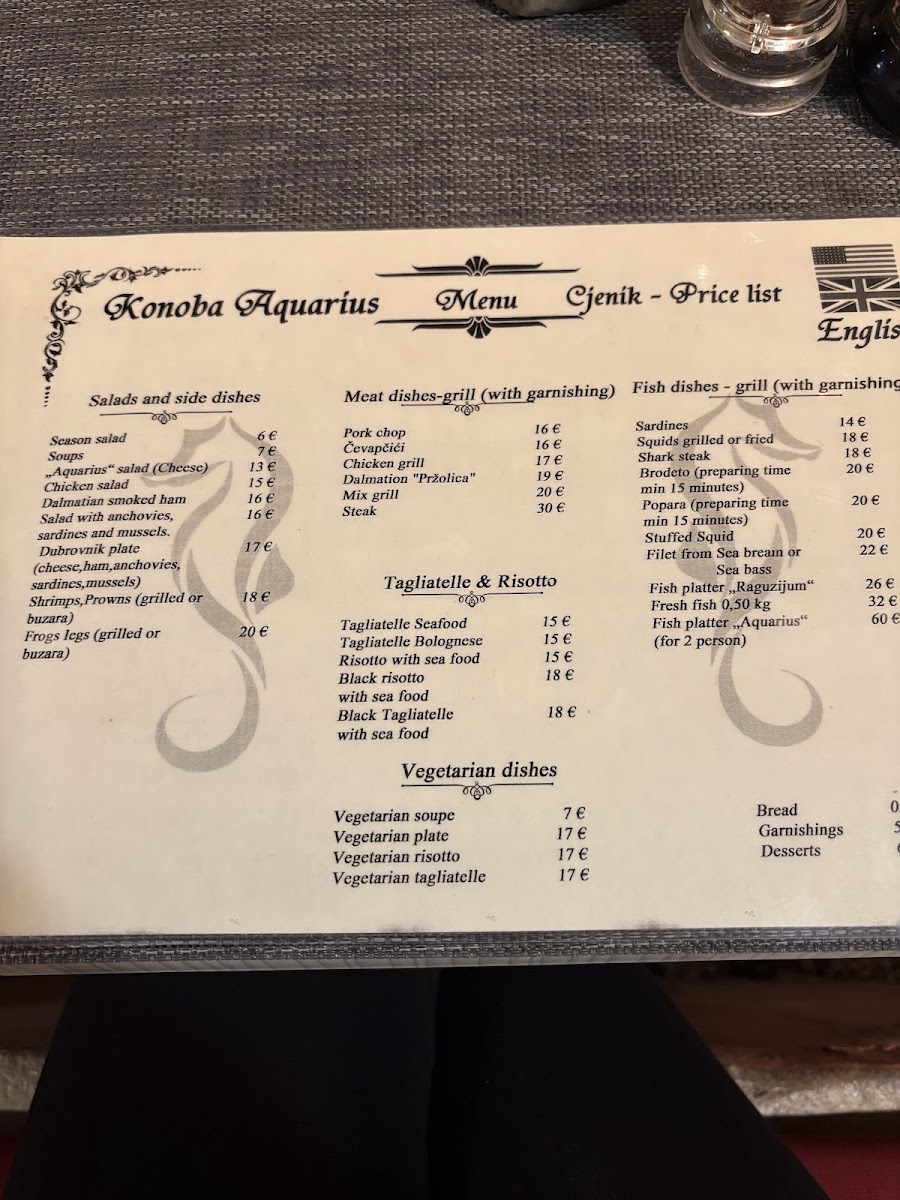 Konoba Aquarius
Menu
Cjenik - Price list
Salads and side dishes
Season salad 6 €
Soups 7 €
„Aquarius“ salad (Cheese) 13 €
Chicken salad 15 €
Dalmatian smoked ham 16 €
Salad with anchovies, 16 €
sardines and mussels.
Dubrovnik plate 17 €
(cheese,ham,anchovies,
sardines,mussels)
Shrimps,Prowns (grilled or 18 €
buzara)
Frogs legs (grilled or 20 €
buzara)
Meat dishes-grill (with garnishing)
Pork chop 16 €
Čevapčići 16 €
Chicken grill 17 €
Dalmation "Pržolica" 19 €
Mix grill 20 €
Steak 30 €
Tagliatelle & Risotto
Tagliatelle Seafood 15 €
Tagliatelle Bolognese 15 €
Risotto with sea food 15 €
Black risotto 18 €
with sea food
Black Tagliatelle 18 €
with sea food
Vegetarian dishes
Vegetarian soupe 7 €
Vegetarian plate 17 €
Vegetarian risotto 17 €
Vegetarian tagliatelle 17 €
Englis
Fish dishes - grill (with garnishing
Sardines 14 €
Squids grilled or fried 18 €
Shark steak 18 €
Brodeto (preparing time 20 €
min 15 minutes)
Popara (preparing time 20 €
min 15 minutes)
Stuffed Squid 20 €
Filet from Sea breain or 22 €
Sea bass
Fish platter „Raguzijum“ 26 €
Fresh fish 0,50 kg 32 €
Fish platter „Aquarius“ 60 €
(for 2 person)
Bread
Garnishings
Desserts